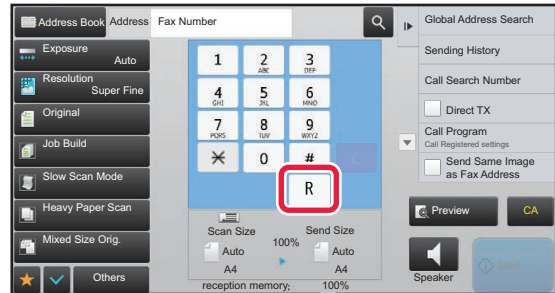 Address Book Address Fax Number
Exposure
Auto
Resolution
Super Fine
Original
Job Build
Slow Scan Mode
Heavy Paper Scan
Mixed Size Orig.
Others
1 2 3
ABC DEF
4 5 6
GHI JKL MNO
7 8 9
PQRS TUV WXYZ
0 # C
R
Scan Size 100% Send Size
Auto Auto
A4 A4
reception memory: 100%
Global Address Search
Sending History
Call Search Number
Direct TX
Call Program
Call Registered settings
Send Same Image
as Fax Address
Preview CA
Speaker Start